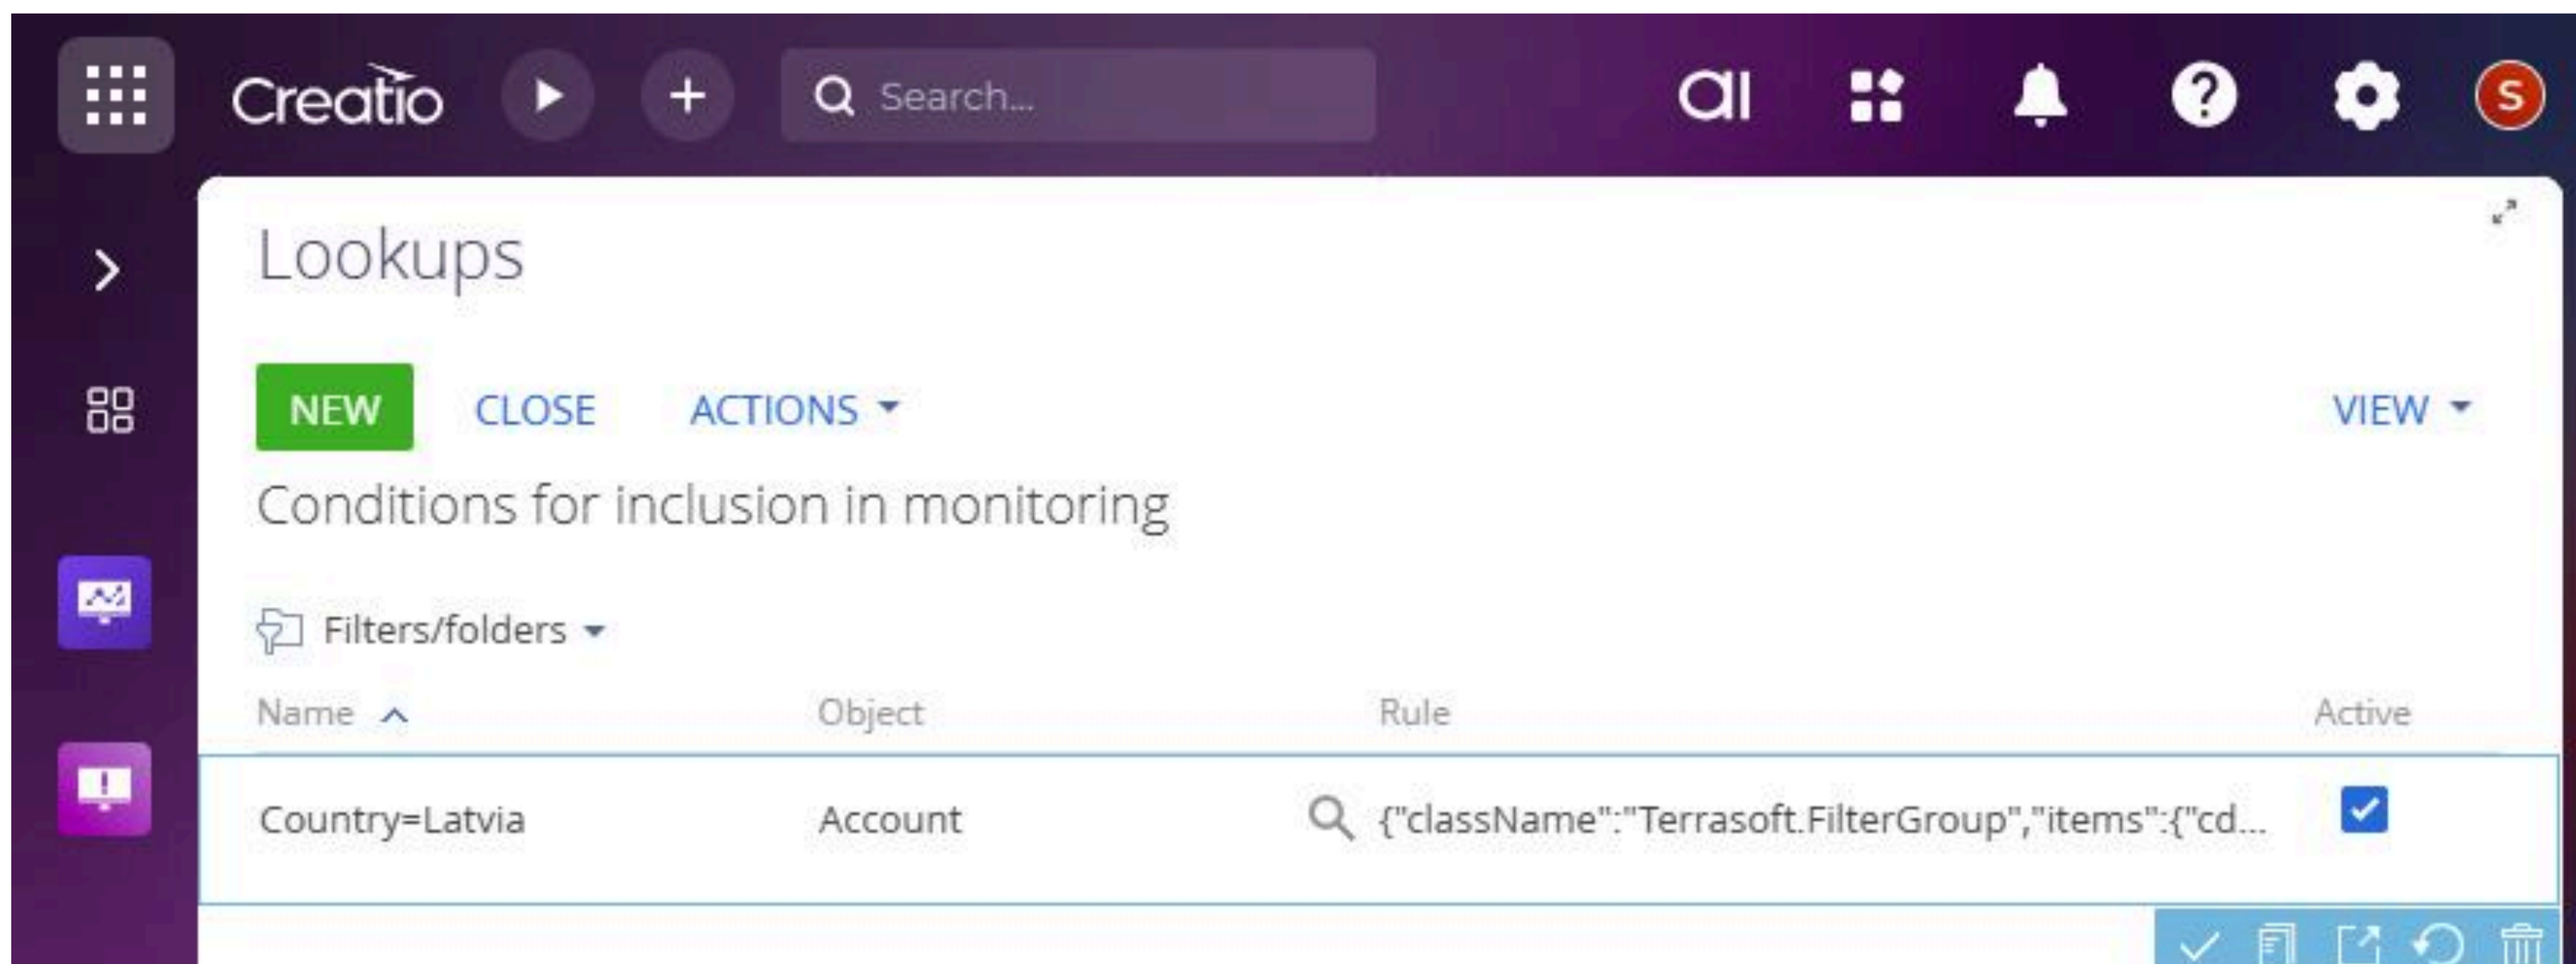 Creatio Search... aı S
Lookups
NEW CLOSE ACTIONS VIEW
Conditions for inclusion in monitoring
Filters/folders
Name Object Rule Active
Country=Latvia Account {"className":"Terrasoft.FilterGroup","items":{"cd...